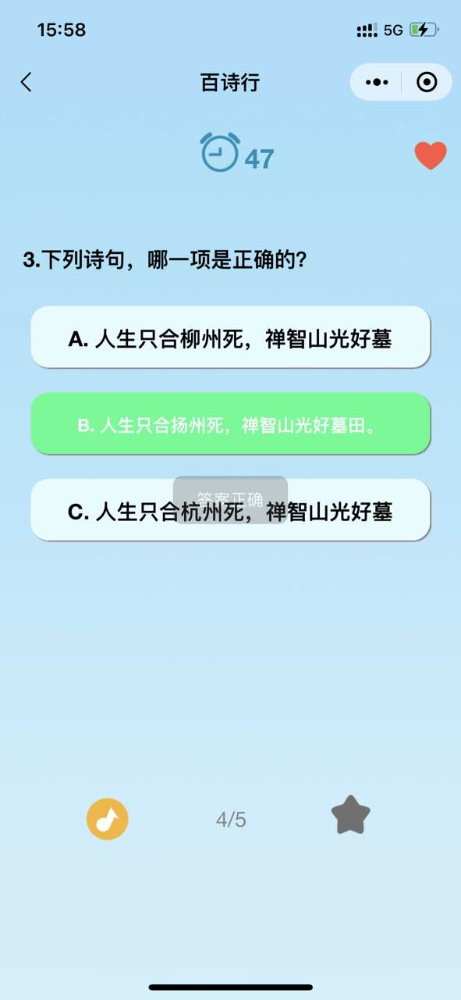 15:58
5G
百诗行
47
3.下列诗句，哪一项是正确的?
A. 人生只合柳州死，禅智山光好墓
B. 人生只合扬州死，禅智山光好墓田。
答案正确
C. 人生只合杭州死，禅智山光好墓
4/5